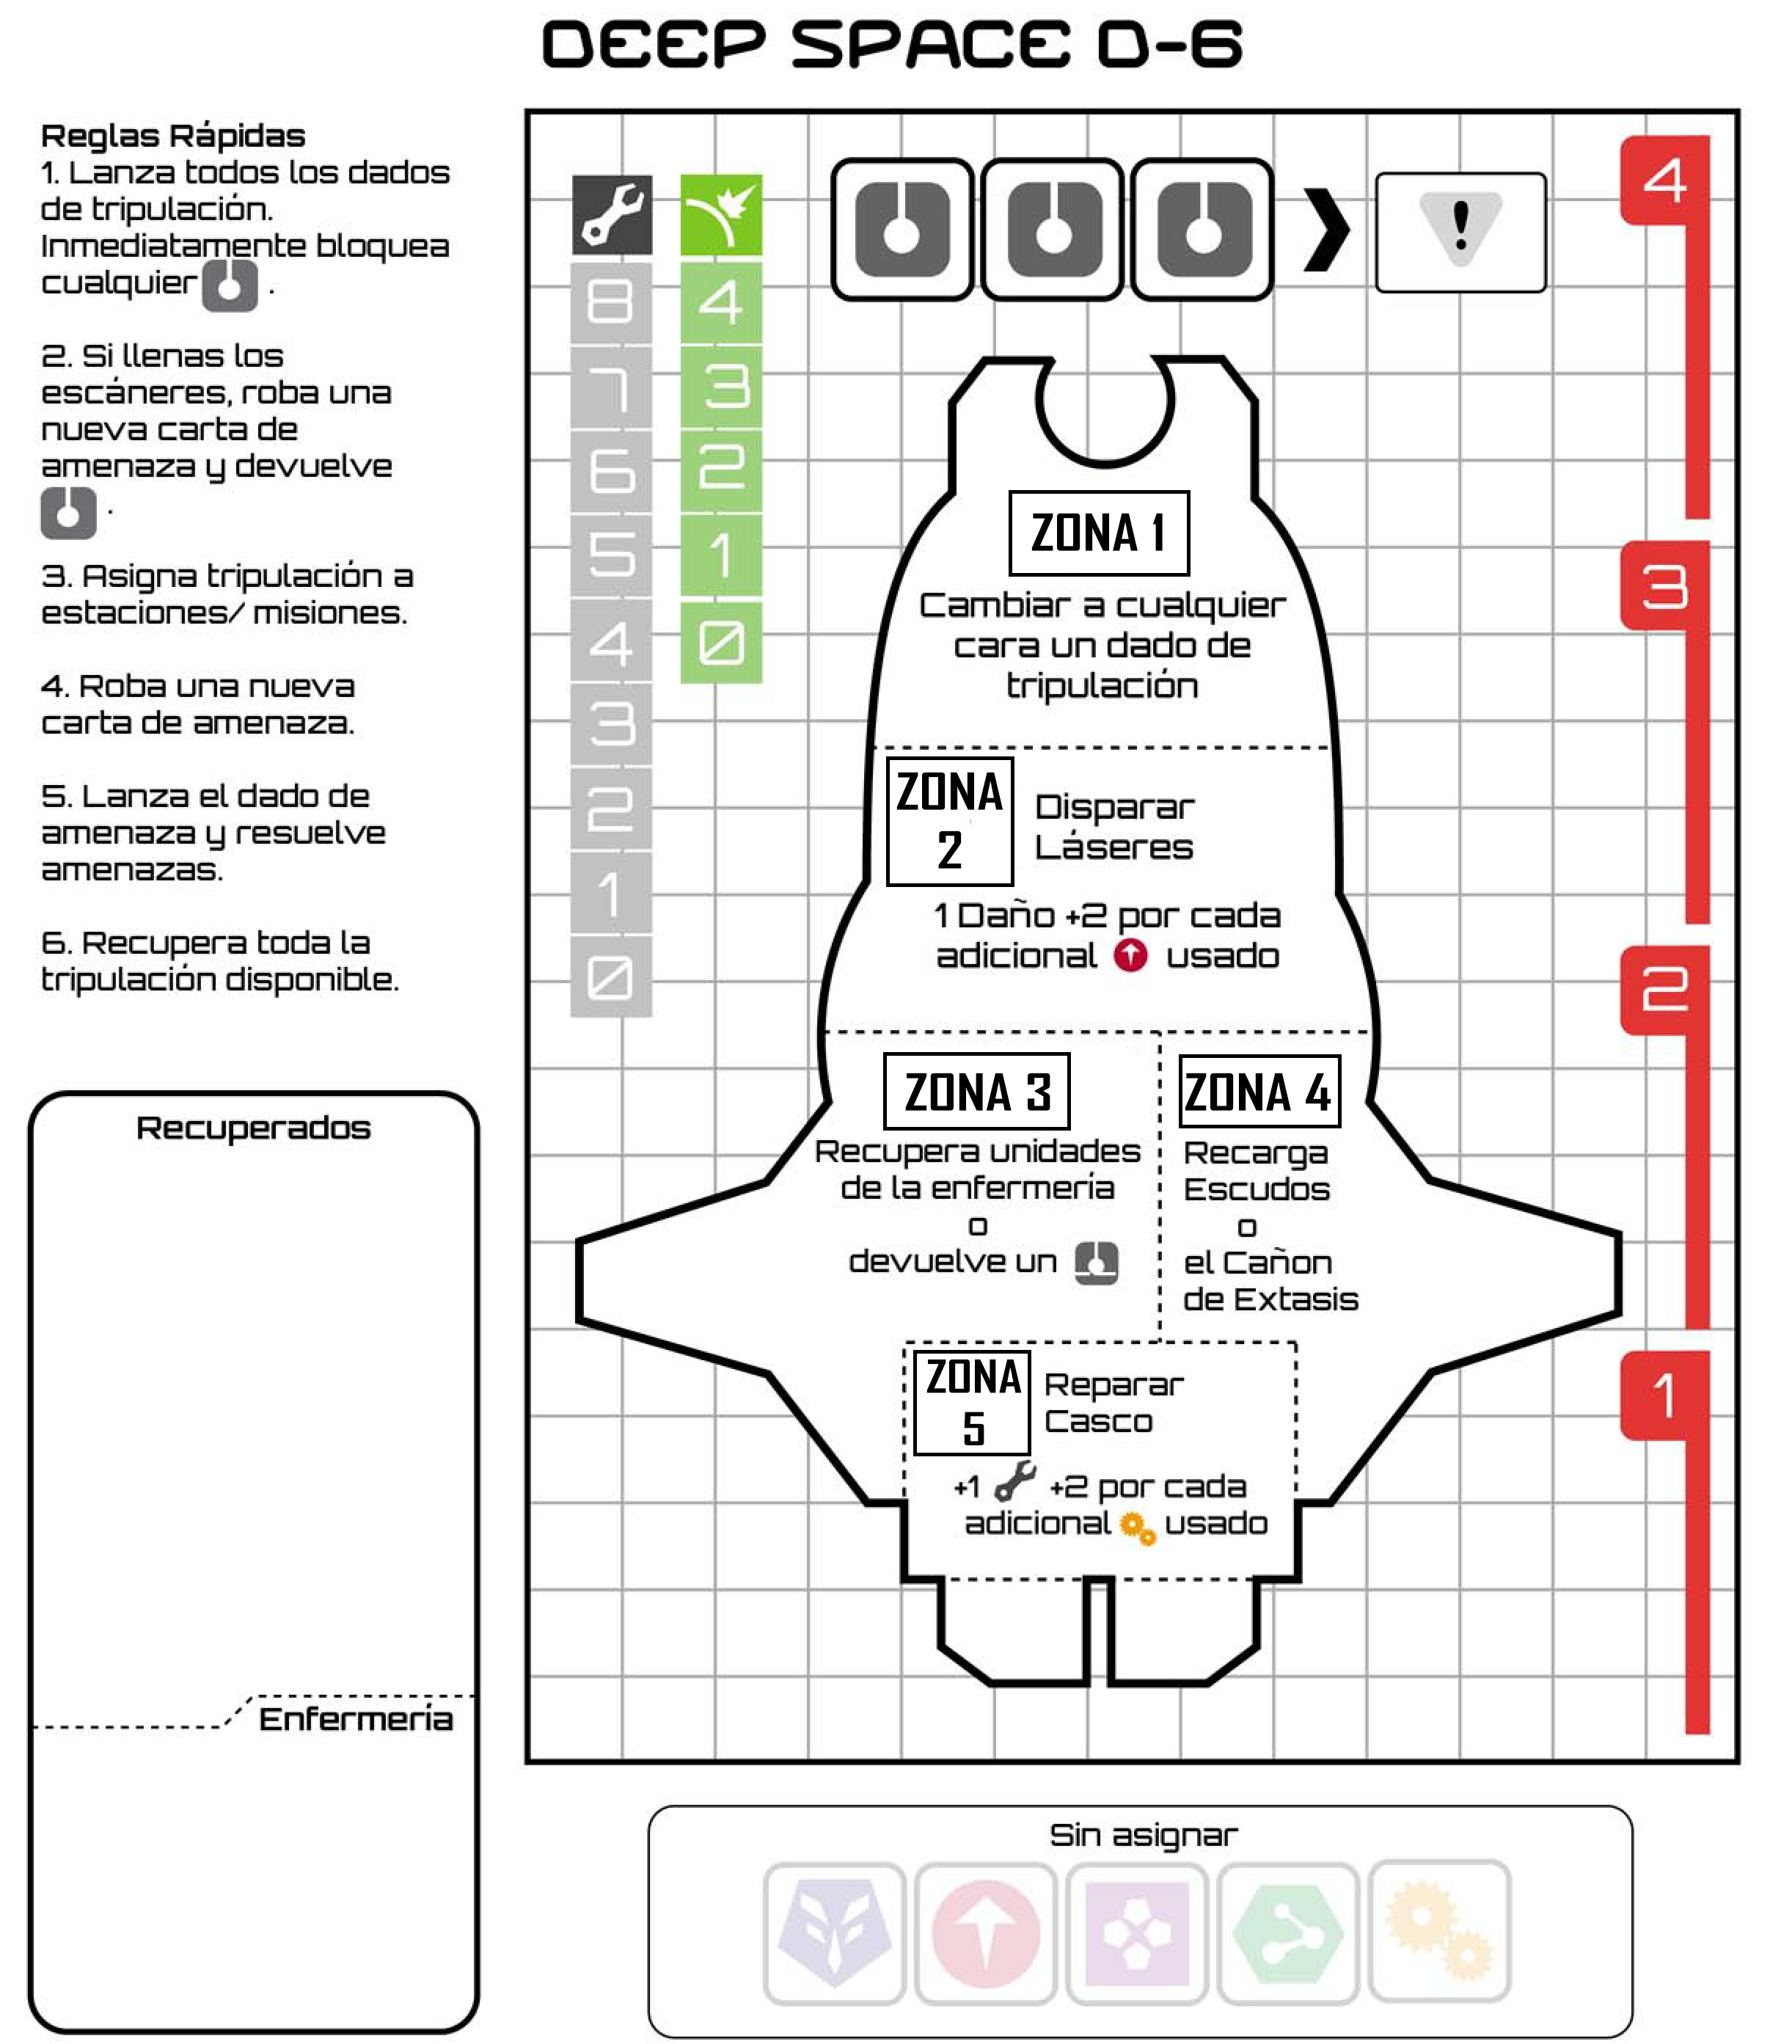 DEEP SPACE D-6
Reglas Rápidas
1. Lanza todos los dados
de tripulación.
Inmediatamente bloquea
cualquier .
2. Si llenas los
escáneres, roba una
nueva carta de
amenaza y devuelve
.
3. Asigna tripulación a
estaciones/ misiones.
4. Roba una nueva
carta de amenaza.
5. Lanza el dado de
amenaza y resuelve
amenazas.
6. Recupera toda la
tripulación disponible.
Recuperados
Enfermería
8
7
6
5
4
3
2
1
0
4
3
2
1
0
!
ZONA 1
Cambiar a cualquier
cara un dado de
tripulación
ZONA
2
Disparar
Láseres
1 Daño +2 por cada
adicional usado
ZONA 3
Recupera unidades
de la enfermería
o
devuelve un
ZONA 4
Recarga
Escudos
o
el Cañon
de Extasis
ZONA
5
Reparar
Casco
+1 +2 por cada
adicional usado
4
3
2
1
Sin asignar